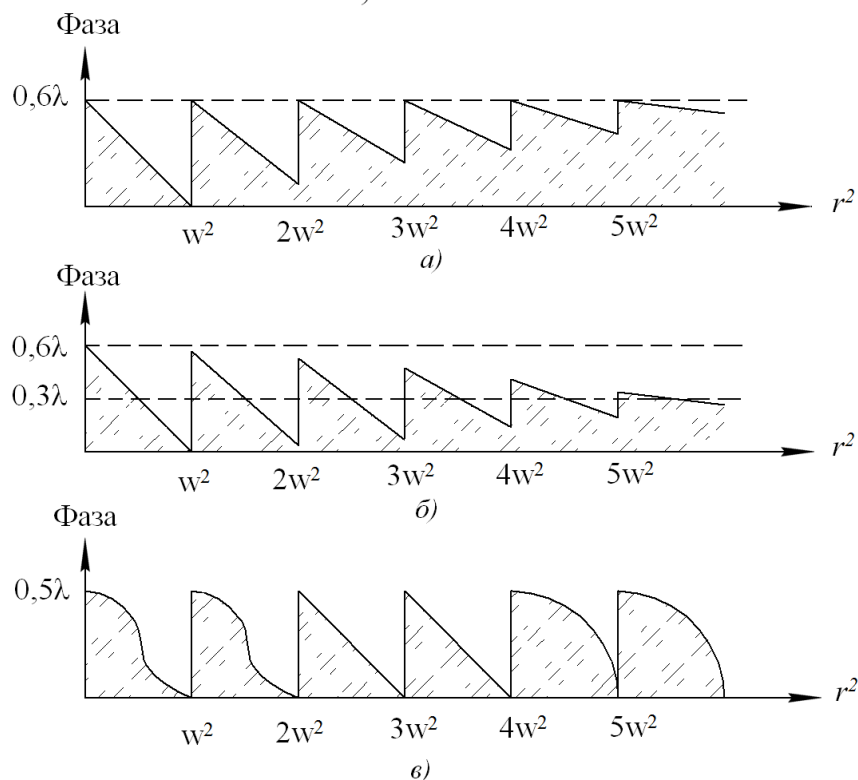 Фаза
0,6λ
r²
w² 2w² 3w² 4w² 5w²
а)
Фаза
0,6λ
0,3λ
r²
w² 2w² 3w² 4w² 5w²
б)
Фаза
0,5λ
r²
w² 2w² 3w² 4w² 5w²
в)